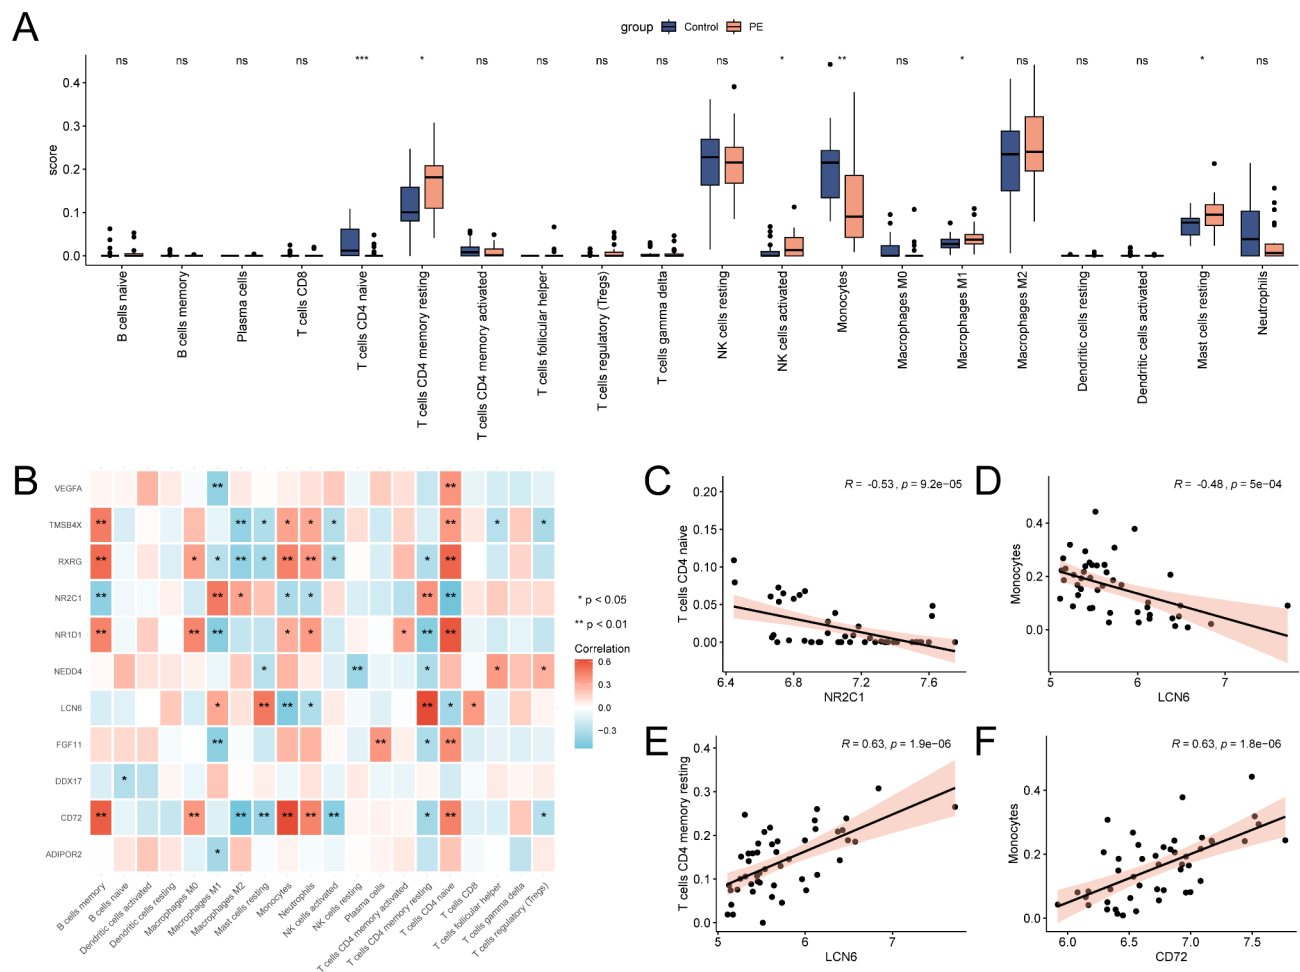 A
group Control PE
ns ns ns ns *** * ns ns ns ns ns * ** ns * ns ns ns * ns
score
0.4
0.3
0.2
0.1
0.0
B cells naive
B cells memory
Plasma cells
T cells CD8
T cells CD4 naive
T cells CD4 memory resting
T cells CD4 memory activated
T cells follicular helper
T cells regulatory (Tregs)
T cells gamma delta
NK cells resting
NK cells activated
Monocytes
Macrophages M0
Macrophages M1
Macrophages M2
Dendritic cells resting
Dendritic cells activated
Mast cells resting
Neutrophils
B
VEGFA ** **
TMSB4X ** ** * * * * ** * *
RXRG ** * * ** * ** ** * * **
NR2C1 ** ** * * * ** **
NR1D1 ** ** ** * * * ** **
NEDD4 * ** * * *
LCN6 * ** ** * ** * *
FGF11 ** ** * **
DDX17 *
CD72 ** ** ** ** ** ** ** * ** *
ADIPOR2 *
B cells memory
B cells naive
Dendritic cells activated
Dendritic cells resting
Macrophages M0
Macrophages M1
Macrophages M2
Mast cells resting
Monocytes
Neutrophils
NK cells activated
NK cells resting
Plasma cells
T cells CD4 memory activated
T cells CD4 memory resting
T cells CD4 naive
T cells CD8
T cells follicular helper
T cells gamma delta
T cells regulatory (Tregs)
* p < 0.05
** p < 0.01
Correlation
0.6
0.3
0.0
−0.3
C
R = -0.53 , p = 9.2e−05
T cells CD4 naive
0.20
0.15
0.10
0.05
0.00
6.4 6.8 7.2 7.6
NR2C1
D
R = -0.48 , p = 5e−04
Monocytes
0.4
0.2
0.0
5 6 7
LCN6
E
R = 0.63, p = 1.9e−06
T cells CD4 memory resting
0.4
0.3
0.2
0.1
0.0
5 6 7
LCN6
F
R = 0.63, p = 1.8e−06
Monocytes
0.4
0.2
0.0
6.0 6.5 7.0 7.5
CD72